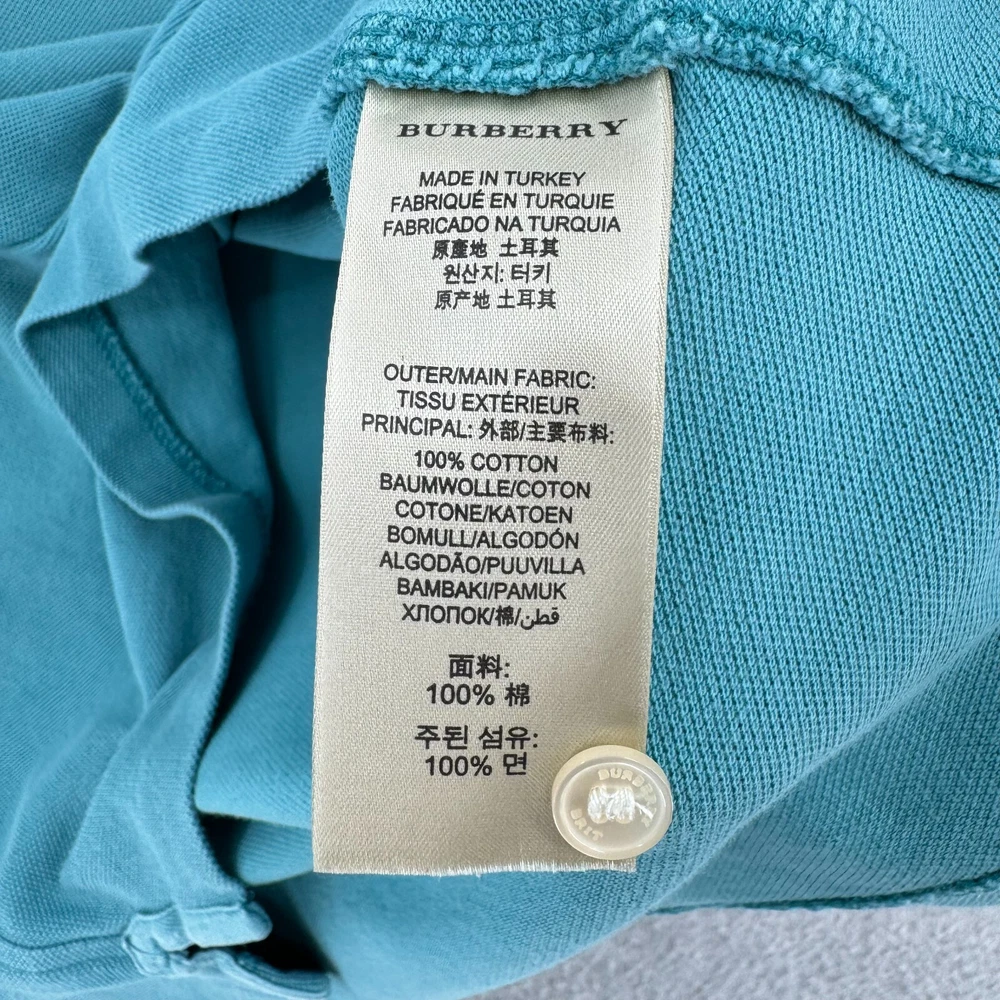 BURBERRY
MADE IN TURKEY
FABRIQUÉ EN TURQUIE
FABRICADO NA TURQUIA
原產地 土耳其
원산지: 터키
原产地 土耳其
OUTER/MAIN FABRIC:
TISSU EXTÉRIEUR
PRINCIPAL: 外部/主要布料:
100% COTTON
BAUMWOLLE/COTON
COTONE/KATOEN
BOMULL/ALGODÓN
ALGODÃO/PUUVILLA
BAMBAKI/PAMUK
ХЛОПОК/棉/قطن
面料:
100% 棉
주된 섬유:
100% 면
BURBERRY
BRIT